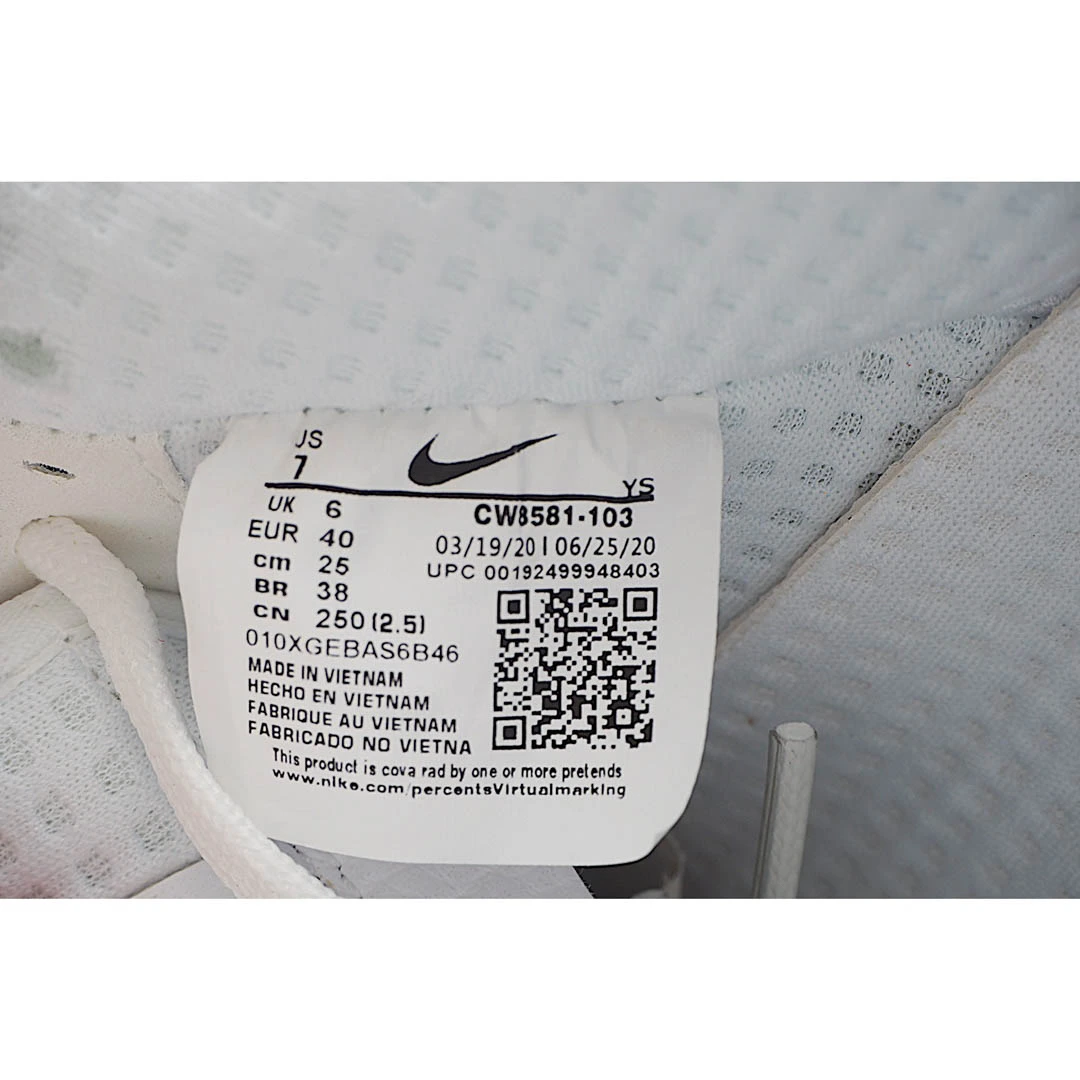 JS
7
YS
UK 6
EUR 40
cm 25
BR 38
CN 250 (2.5)
CW8581-103
03/19/20 | 06/25/20
UPC 00192499948403
010XGEBAS6B46
MADE IN VIETNAM
HECHO EN VIETNAM
FABRIQUE AU VIETNAM
FABRICADO NO VIETNA
This product is cova rad by one or more pretends
www.nike.com/percentsVirtualmarking